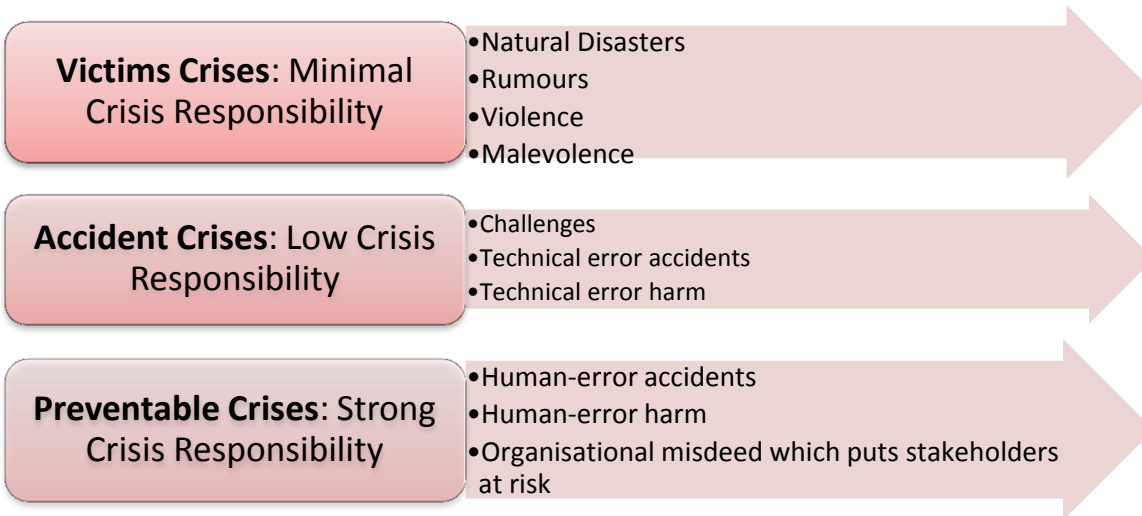 Victims Crises: Minimal
Crisis Responsibility
•Natural Disasters
•Rumours
•Violence
•Malevolence
Accident Crises: Low Crisis
Responsibility
•Challenges
•Technical error accidents
•Technical error harm
Preventable Crises: Strong
Crisis Responsibility
•Human-error accidents
•Human-error harm
•Organisational misdeed which puts stakeholders
at risk